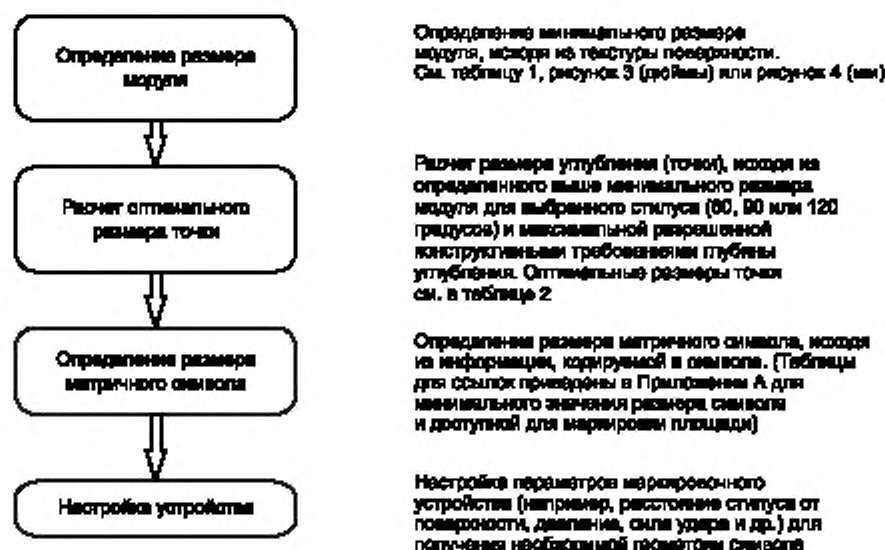 Определение размера
модуля
Определение минимального размера
модуля, исходя из текстуры поверхности.
См. таблицу 1, рисунок 3 (дюймы) или рисунок 4 (мм)
Расчет оптимального
размера точки
Расчет размера углубления (точки), исходя из
определенного выше минимального размера
модуля для выбранного стилуса (60, 90 или 120
градусов) и максимальной разрешенной
конструктивными требованиями глубины
углубления. Оптимальные размеры точки
см. в таблице 2
Определение размера
матричного символа
Определение размера матричного символа, исходя
из информации, кодируемой в символе. (Таблицы
для ссылок приведены в Приложении А для
минимального значения размера символа
и доступной для маркировки площади)
Настройка устройства
Настройка параметров маркировочного
устройства (например, расстояние стилуса от
поверхности, давление, сила удара и др.) для
получения необходимой геометрии символа